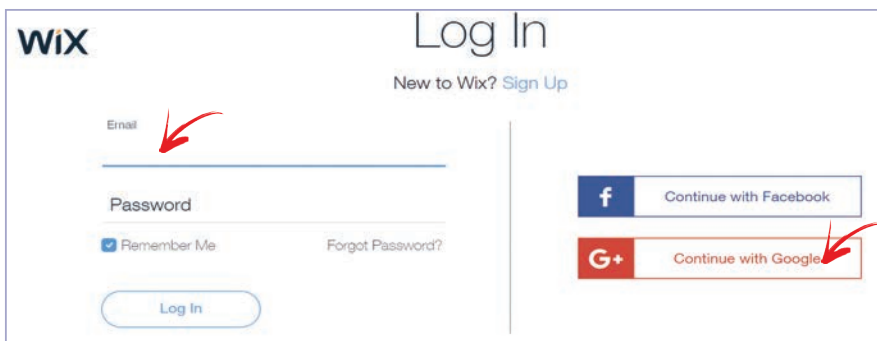 WiX
Log In
New to Wix? Sign Up
Email
Password
Remember Me
Forgot Password?
Log In
f
Continue with Facebook
G+
Continue with Google